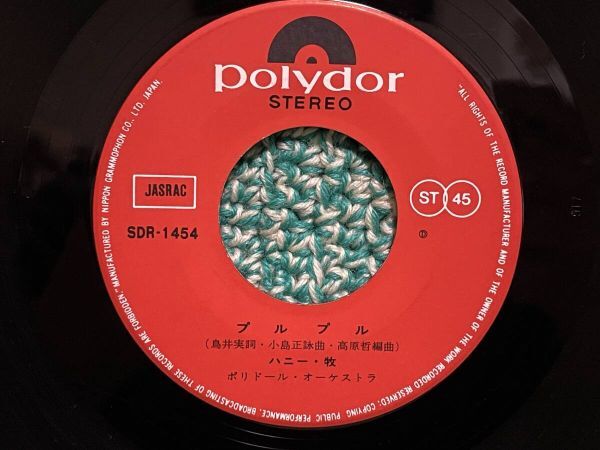 polydor
STEREO
JASRAC
SDR-1454
ST 45
Ⓓ
プルプル
(鳥井実詞・小島正詠曲・高原哲編曲)
ハニー・牧
ポリドール・オーケストラ
"ALL RIGHTS OF THE RECORD MANUFACTURER AND OF THE OWNER OF THE WORK RECORDED RESERVED; COPYING PUBLIC PERFORMANCE, BROADCASTING OF THESE RECORDS ARE FORBIDDEN." MANUFACTURED BY NIPPON GRAMMOPHON CO., LTD. JAPAN.